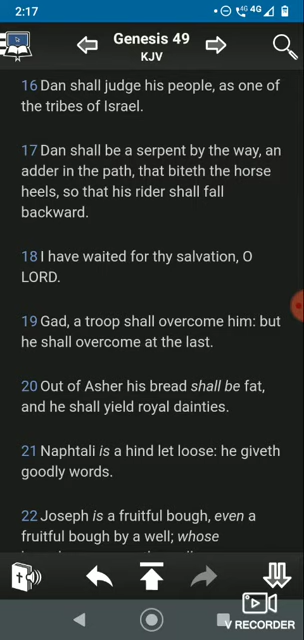 2:17
4G
Genesis 49
KJV
16 Dan shall judge his people, as one of
the tribes of Israel.
17 Dan shall be a serpent by the way, an
adder in the path, that biteth the horse
heels, so that his rider shall fall
backward.
18 I have waited for thy salvation, O
LORD.
19 Gad, a troop shall overcome him: but
he shall overcome at the last.
20 Out of Asher his bread shall be fat,
and he shall yield royal dainties.
21 Naphtali is a hind let loose: he giveth
goodly words.
22 Joseph is a fruitful bough, even a
fruitful bough by a well; whose
V RECORDER